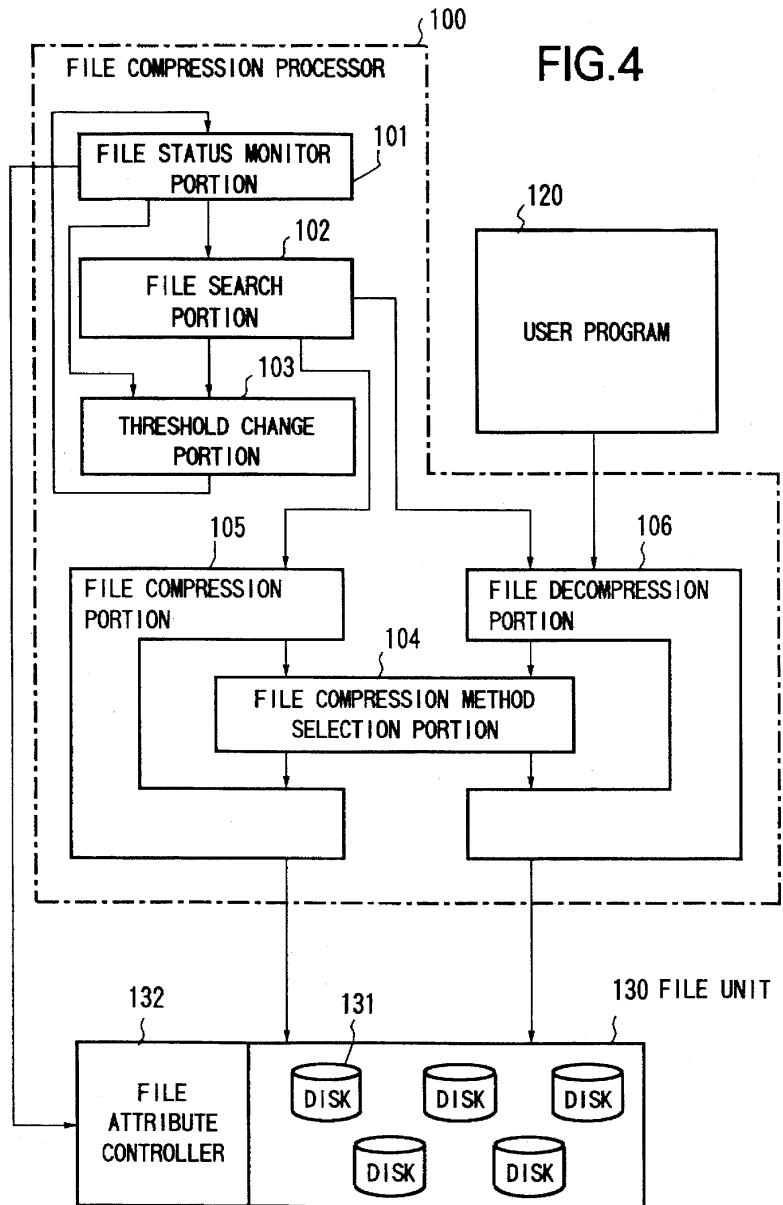 100
FILE COMPRESSION PROCESSOR
FIG.4
FILE STATUS MONITOR
PORTION
101
102
FILE SEARCH
PORTION
103
THRESHOLD CHANGE
PORTION
120
USER PROGRAM
105
FILE COMPRESSION
PORTION
106
FILE DECOMPRESSION
PORTION
104
FILE COMPRESSION METHOD
SELECTION PORTION
132
FILE
ATTRIBUTE
CONTROLLER
131
130 FILE UNIT
DISK
DISK
DISK
DISK
DISK